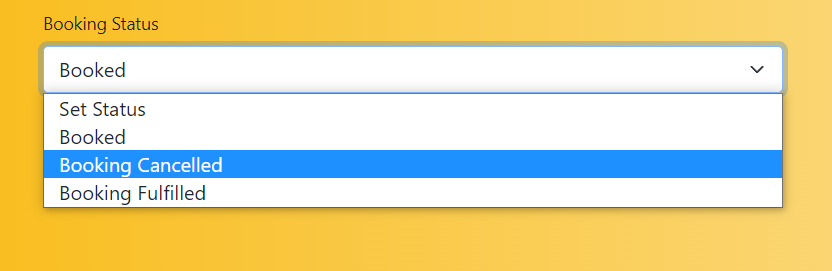 Booking Status
Booked
Set Status
Booked
Booking Cancelled
Booking Fulfilled